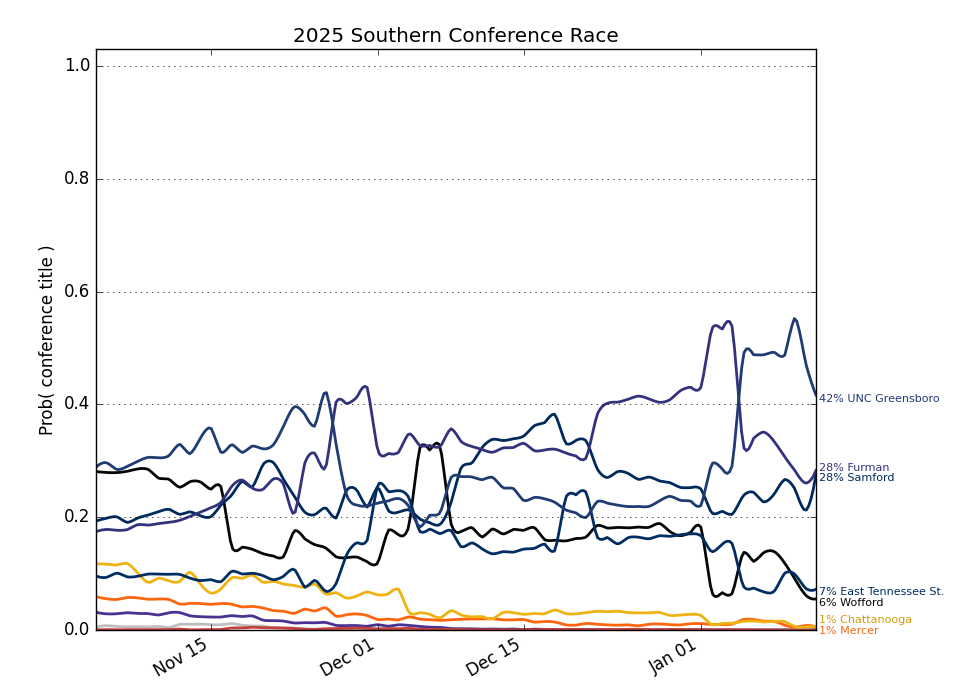 2025 Southern Conference Race
Prob( conference title )
1.0
0.8
0.6
0.4
0.2
0.0
Nov 15
Dec 01
Dec 15
Jan 01
42% UNC Greensboro
28% Furman
28% Samford
7% East Tennessee St.
6% Wofford
1% Chattanooga
1% Mercer